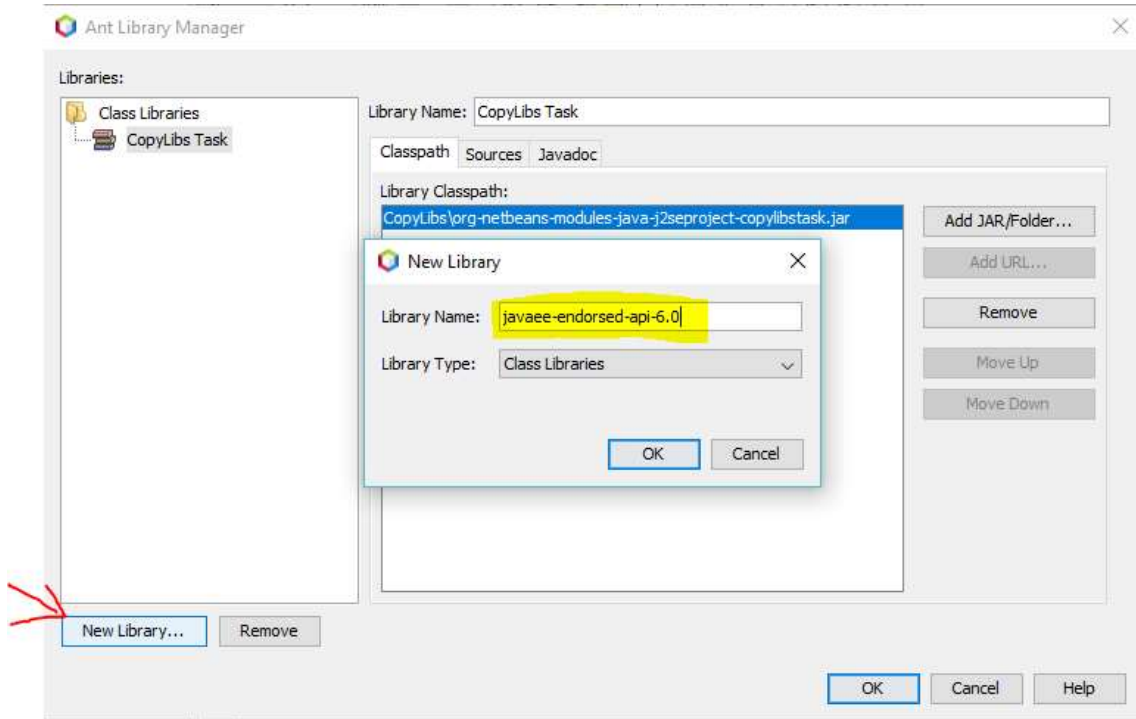 Ant Library Manager
Libraries:
Class Libraries
CopyLibs Task
Library Name: CopyLibs Task
Classpath Sources Javadoc
Library Classpath:
CopyLibs\org-netbeans-modules-java-j2seproject-copylibstask.jar
Add JAR/Folder...
Add URL...
Remove
Move Up
Move Down
New Library
Library Name: javaee-endorsed-api-6.0
Library Type: Class Libraries
OK Cancel
New Library... Remove
OK Cancel Help